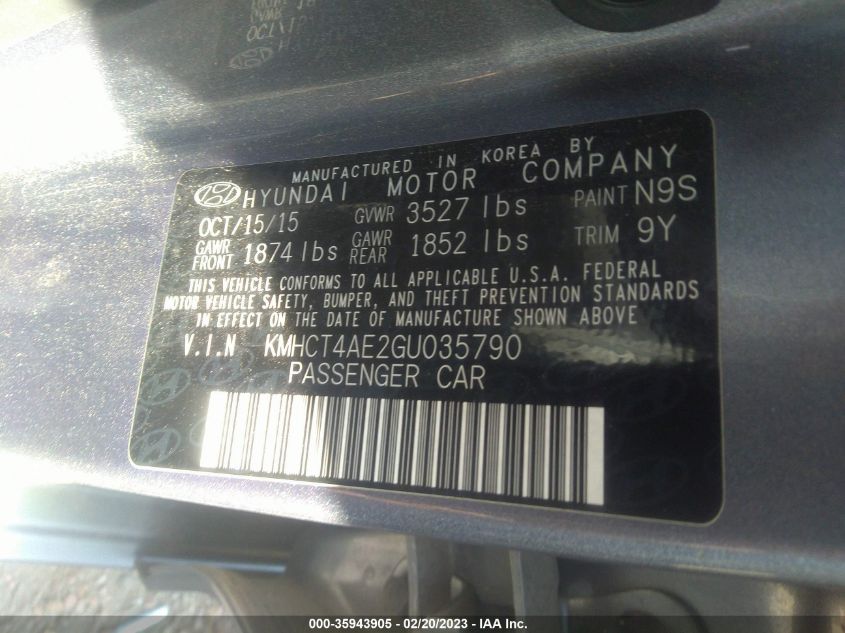 MANUFACTURED IN KOREA BY
HYUNDAI MOTOR COMPANY
OCT/15/15 GVWR 3527 lbs PAINT N9S
GAWR FRONT 1874 lbs GAWR REAR 1852 lbs TRIM 9Y
THIS VEHICLE CONFORMS TO ALL APPLICABLE U.S.A. FEDERAL
MOTOR VEHICLE SAFETY, BUMPER, AND THEFT PREVENTION STANDARDS
IN EFFECT ON THE DATE OF MANUFACTURE SHOWN ABOVE
V.I.N KMHCT4AE2GU035790
PASSENGER CAR
000-35943905 - 02/20/2023 - IAA Inc.